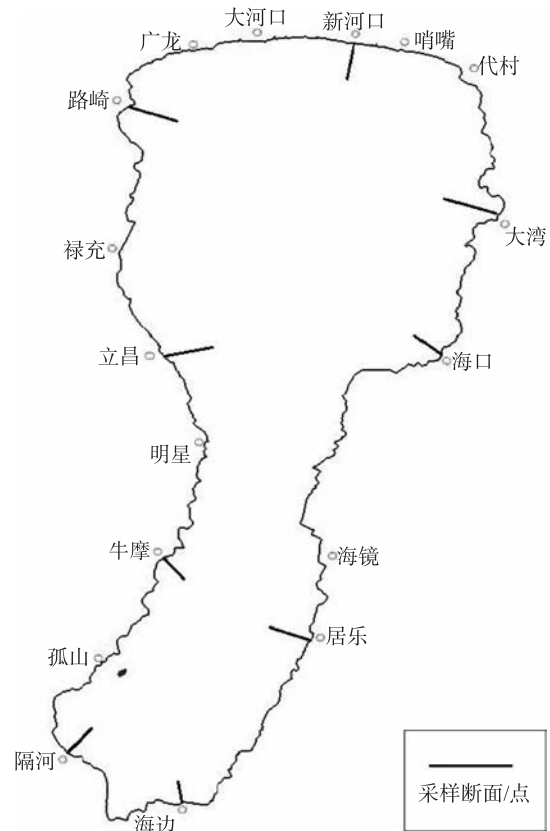 大河口
新河口
广龙
哨嘴
代村
路崎
大湾
禄充
立昌
海口
明星
牛摩
海镜
居乐
孤山
隔河
采样断面/点
海边